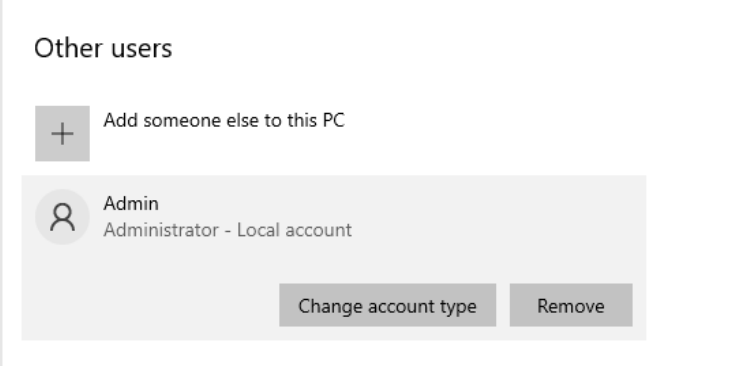 Other users
Add someone else to this PC
Admin
Administrator - Local account
Change account type
Remove